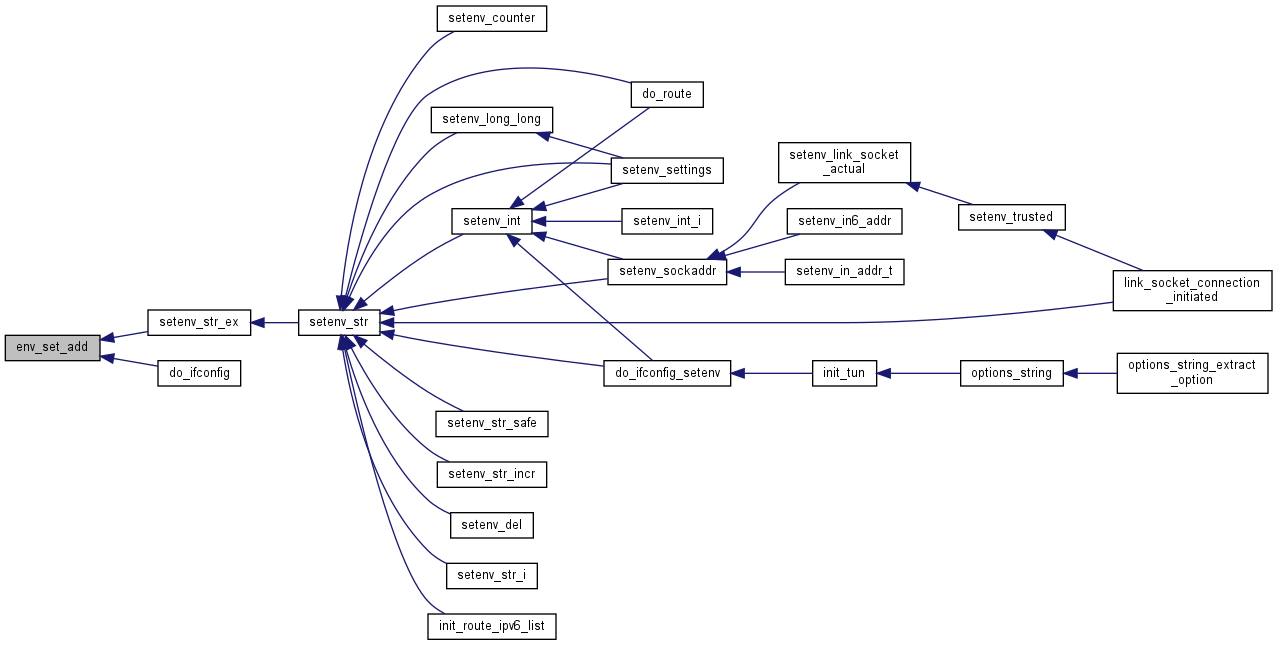 setenv_counter
do_route
setenv_long_long
setenv_link_socket
_actual
setenv_settings
setenv_trusted
setenv_int
setenv_int_i
setenv_in6_addr
setenv_sockaddr
setenv_in_addr_t
link_socket_connection
_initiated
setenv_str_ex
setenv_str
env_set_add
do_ifconfig
do_ifconfig_setenv
init_tun
options_string
options_string_extract
_option
setenv_str_safe
setenv_str_incr
setenv_del
setenv_str_i
init_route_ipv6_list